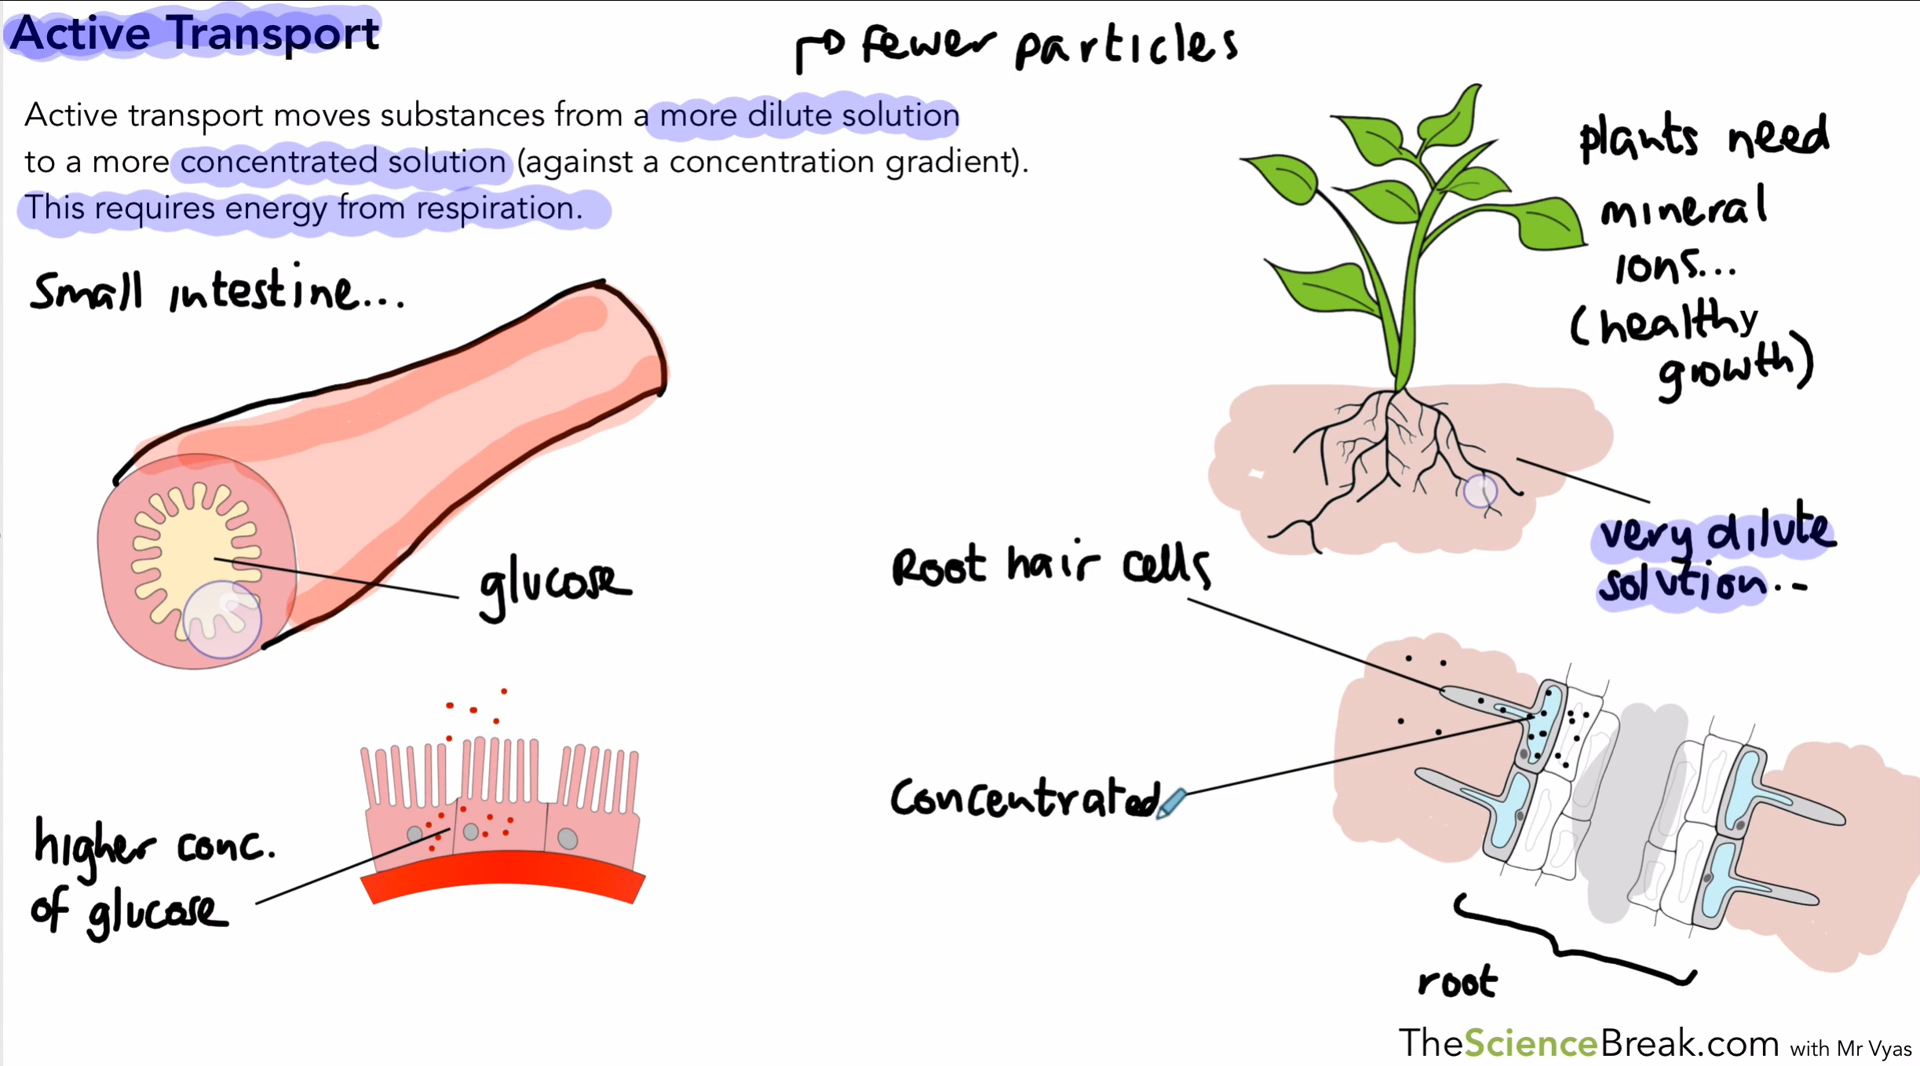 Active Transport
fewer particles
Active transport moves substances from a more dilute solution
to a more concentrated solution (against a concentration gradient).
This requires energy from respiration.
Small intestine...
glucose
higher conc.
of glucose
plants need
mineral
ions...
(healthy
growth)
very dilute
solution..-
Root hair cells
Concentrated
root
TheScienceBreak.com with Mr Vyas